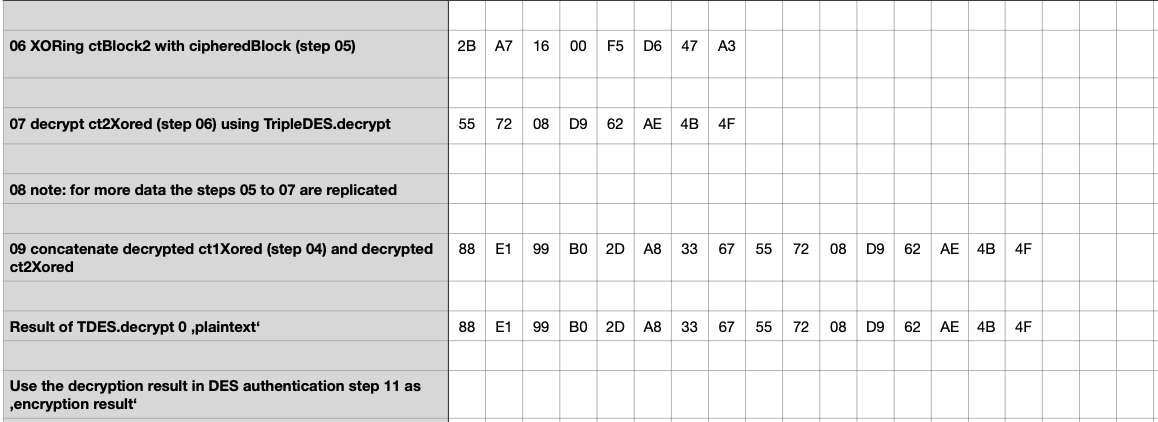 06 XORing ctBlock2 with cipheredBlock (step 05) 2B A7 16 00 F5 D6 47 A3
07 decrypt ct2Xored (step 06) using TripleDES.decrypt 55 72 08 D9 62 AE 4B 4F
08 note: for more data the steps 05 to 07 are replicated
09 concatenate decrypted ct1Xored (step 04) and decrypted 88 E1 99 B0 2D A8 33 67 55 72 08 D9 62 AE 4B 4F
ct2Xored
Result of TDES.decrypt 0 ‚plaintext‘ 88 E1 99 B0 2D A8 33 67 55 72 08 D9 62 AE 4B 4F
Use the decryption result in DES authentication step 11 as
‚encryption result‘